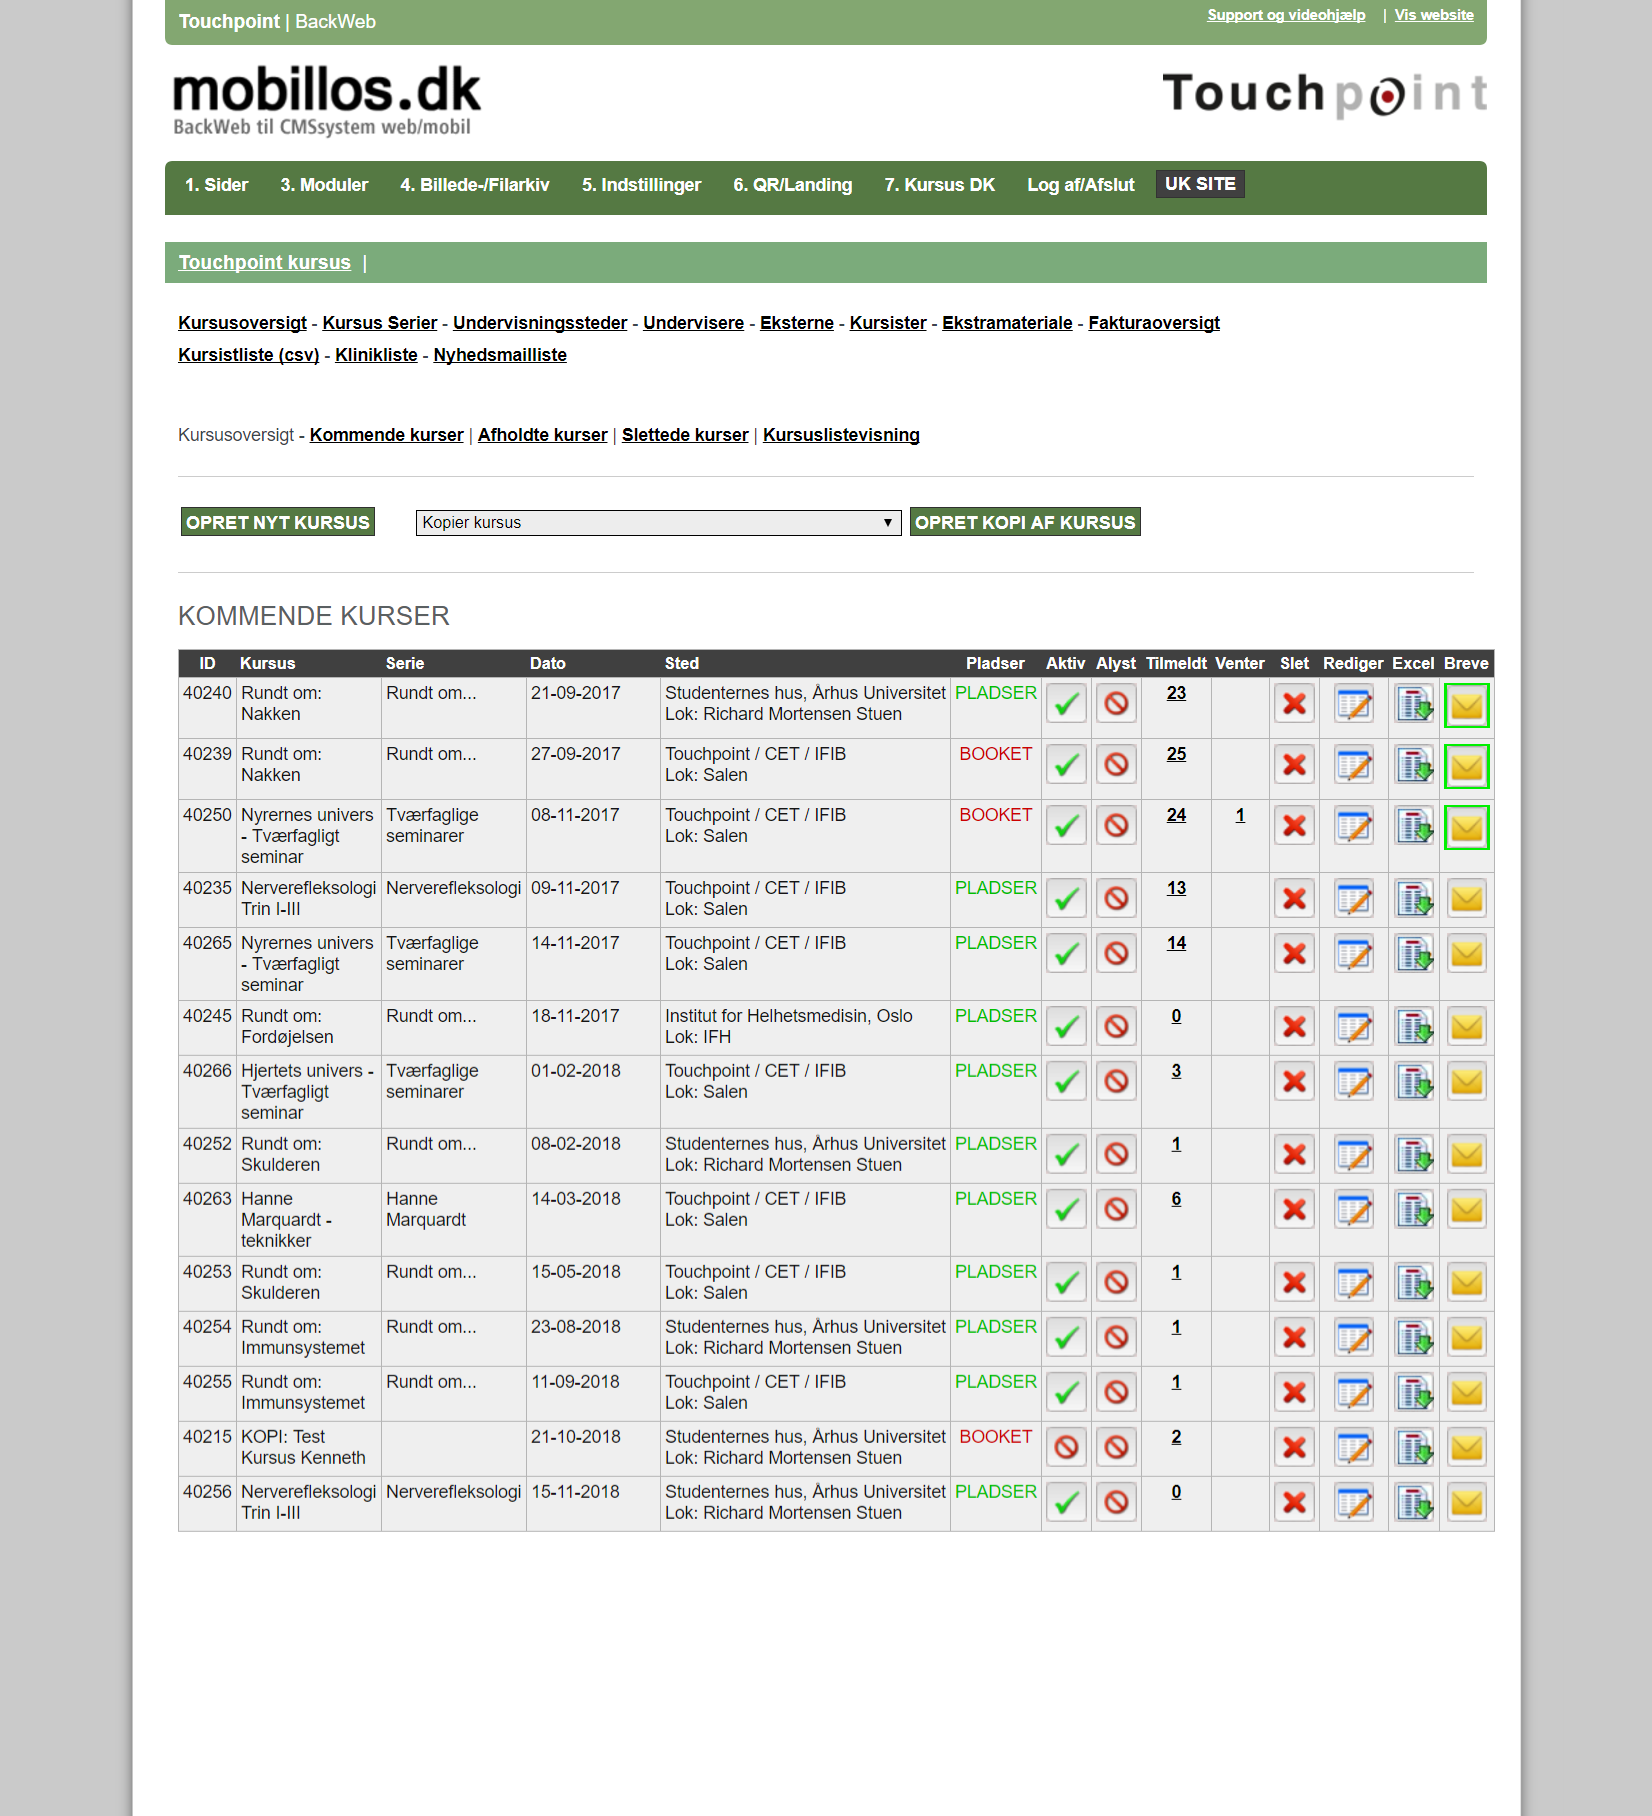 Touchpoint | BackWeb
Support og videohjælp | Vis website
mobillos.dk
BackWeb til CMSsystem web/mobil
Touchpoint
1. Sider 3. Moduler 4. Billede-/Filarkiv 5. Indstillinger 6. QR/Landing 7. Kursus DK Log af/Afslut UK SITE
Touchpoint kursus |
Kursusoversigt - Kursus Serier - Undervisningssteder - Undervisere - Eksterne - Kursister - Ekstramateriale - Fakturaoversigt
Kursistliste (csv) - Klinikliste - Nyhedsmailliste
Kursusoversigt - Kommende kurser | Afholdte kurser | Slettede kurser | Kursuslistevisning
OPRET NYT KURSUS Kopier kursus OPRET KOPI AF KURSUS
KOMMENDE KURSER
ID Kursus Serie Dato Sted Pladser Aktiv Alyst Tilmeldt Venter Slet Rediger Excel Breve
40240 Rundt om: Rundt om... 21-09-2017 Studenternes hus, Århus Universitet PLADSER 23
Nakken Lok: Richard Mortensen Stuen
40239 Rundt om: Rundt om... 27-09-2017 Touchpoint / CET / IFIB BOOKET 25
Nakken Lok: Salen
40250 Nyrernes univers Tværfaglige 08-11-2017 Touchpoint / CET / IFIB BOOKET 24 1
- Tværfagligt seminarer Lok: Salen
seminar
40235 Nerverefleksologi Nerverefleksologi 09-11-2017 Touchpoint / CET / IFIB PLADSER 13
Trin I-III Lok: Salen
40265 Nyrernes univers Tværfaglige 14-11-2017 Touchpoint / CET / IFIB PLADSER 14
- Tværfagligt seminarer Lok: Salen
seminar
40245 Rundt om: Rundt om... 18-11-2017 Institut for Helhetsmedisin, Oslo PLADSER 0
Fordøjelsen Lok: IFH
40266 Hjertets univers - Tværfaglige 01-02-2018 Touchpoint / CET / IFIB PLADSER 3
Tværfagligt seminarer Lok: Salen
seminar
40252 Rundt om: Rundt om... 08-02-2018 Studenternes hus, Århus Universitet PLADSER 1
Skulderen Lok: Richard Mortensen Stuen
40263 Hanne Hanne 14-03-2018 Touchpoint / CET / IFIB PLADSER 6
Marquardt - Marquardt Lok: Salen
teknikker
40253 Rundt om: Rundt om... 15-05-2018 Touchpoint / CET / IFIB PLADSER 1
Skulderen Lok: Salen
40254 Rundt om: Rundt om... 23-08-2018 Studenternes hus, Århus Universitet PLADSER 1
Immunsystemet Lok: Richard Mortensen Stuen
40255 Rundt om: Rundt om... 11-09-2018 Touchpoint / CET / IFIB PLADSER 1
Immunsystemet Lok: Salen
40215 KOPI: Test 21-10-2018 Studenternes hus, Århus Universitet BOOKET 2
Kursus Kenneth Lok: Richard Mortensen Stuen
40256 Nerverefleksologi Nerverefleksologi 15-11-2018 Studenternes hus, Århus Universitet PLADSER 0
Trin I-III Lok: Richard Mortensen Stuen